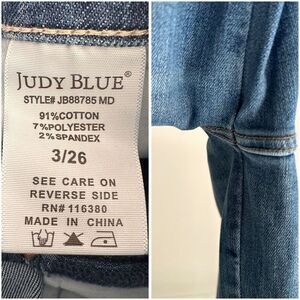 JUDY BLUE®
STYLE# JB88785 MD
91%COTTON
7%POLYESTER
2%SPANDEX
3/26
SEE CARE ON
REVERSE SIDE
RN# 116380
MADE IN CHINA